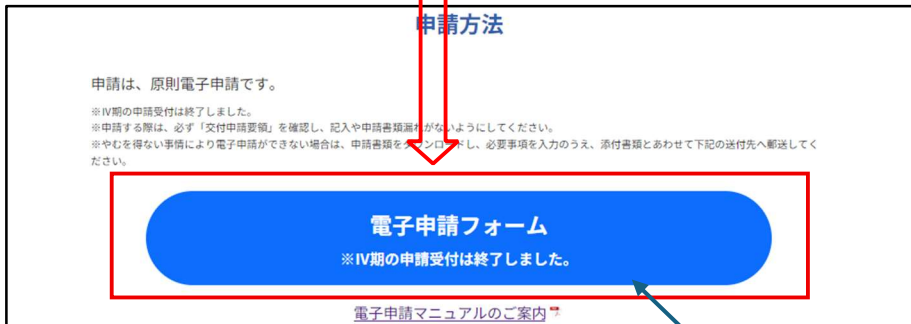 申請方法
申請は、原則電子申請です。
※Ⅳ期の申請受付は終了しました。
※申請する際は、必ず「交付申請要領」を確認し、記入や申請書類漏れがないようにしてください。
※やむを得ない事情により電子申請ができない場合は、申請書類をダウンロードし、必要事項を入力のうえ、添付書類とあわせて下記の送付先へ郵送してく
ださい。
電子申請フォーム
※Ⅳ期の申請受付は終了しました。
電子申請マニュアルのご案内